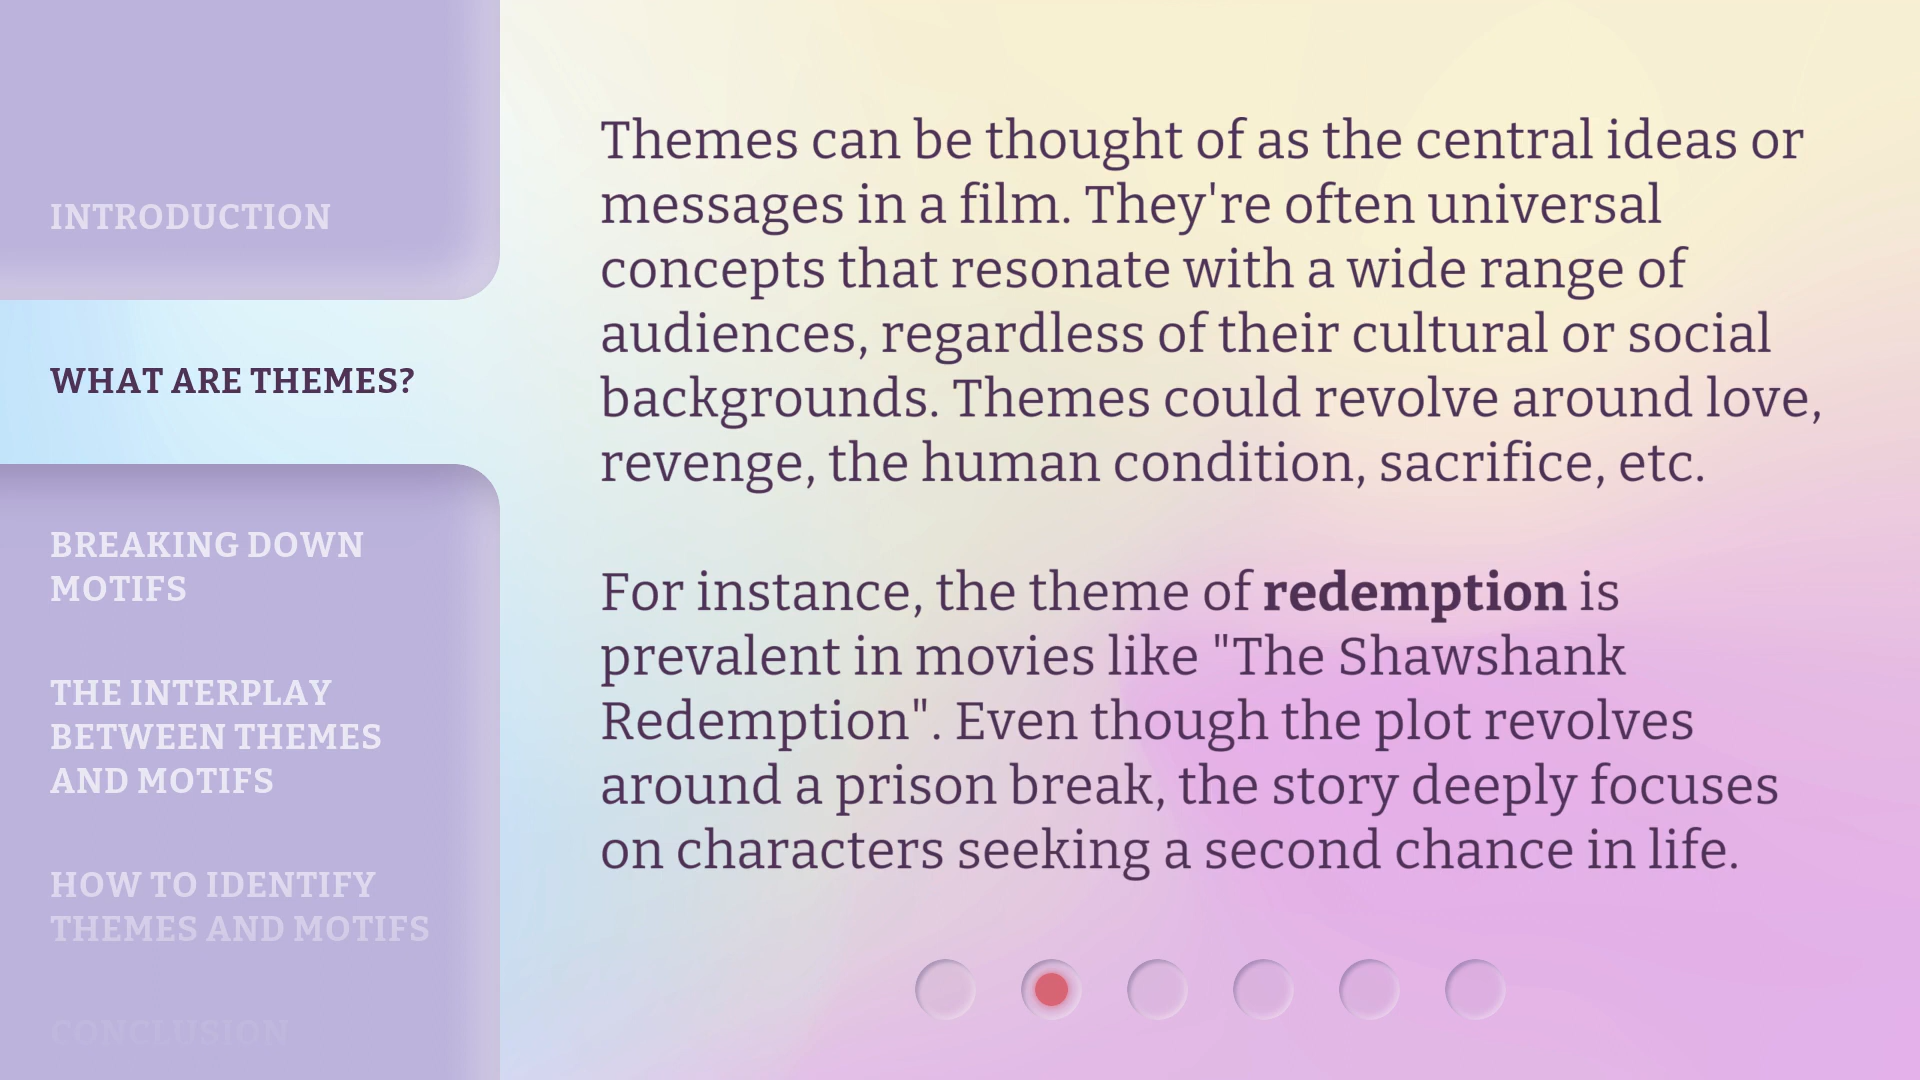 INTRODUCTION
WHAT ARE THEMES?
BREAKING DOWN
MOTIFS
THE INTERPLAY
BETWEEN THEMES
AND MOTIFS
HOW TO IDENTIFY
THEMES AND MOTIFS
CONCLUSION
Themes can be thought of as the central ideas or
messages in a film. They're often universal
concepts that resonate with a wide range of
audiences, regardless of their cultural or social
backgrounds. Themes could revolve around love,
revenge, the human condition, sacrifice, etc.
For instance, the theme of redemption is
prevalent in movies like "The Shawshank
Redemption". Even though the plot revolves
around a prison break, the story deeply focuses
on characters seeking a second chance in life.